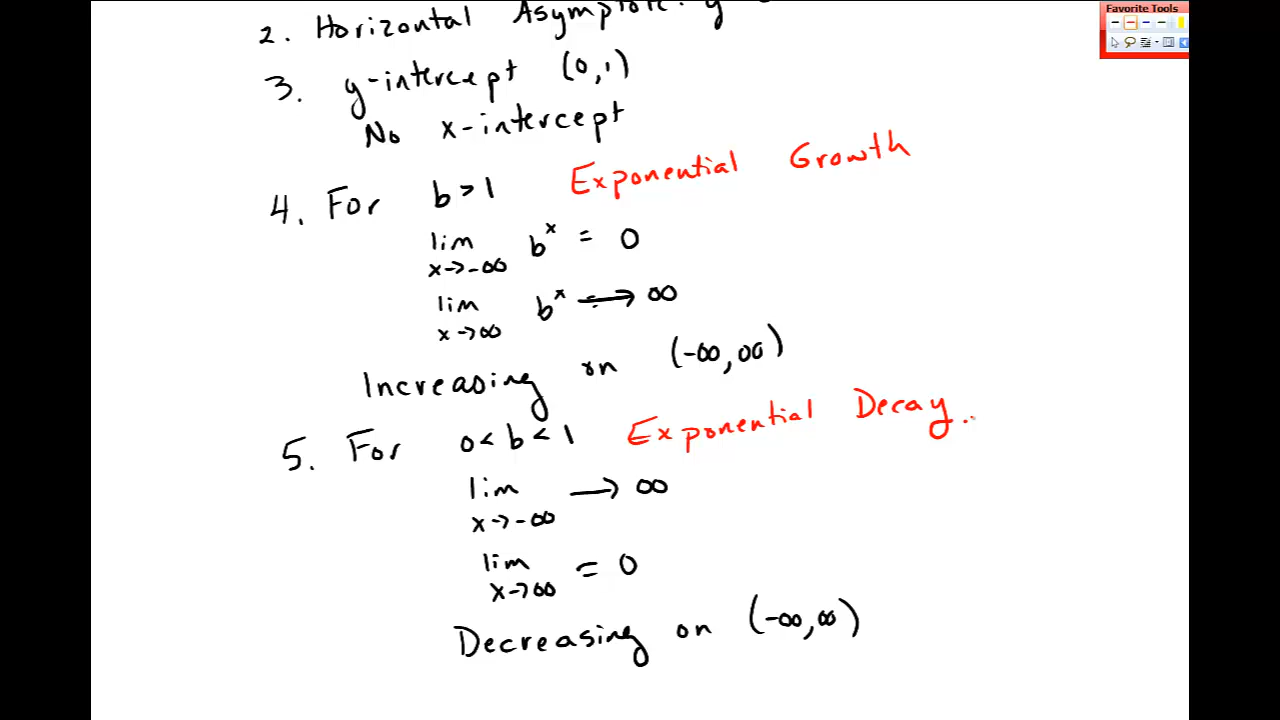 2. Horizontal Asymptote: y
3. y-intercept (0,1)
No x-intercept
4. For b>1 Exponential Growth
lim b^x = 0
x→-∞
lim b^x → ∞
x→∞
Increasing on (-∞,∞)
5. For 0<b<1 Exponential Decay..
lim → ∞
x→-∞
lim = 0
x→∞
Decreasing on (-∞,∞)
Favorite Tools